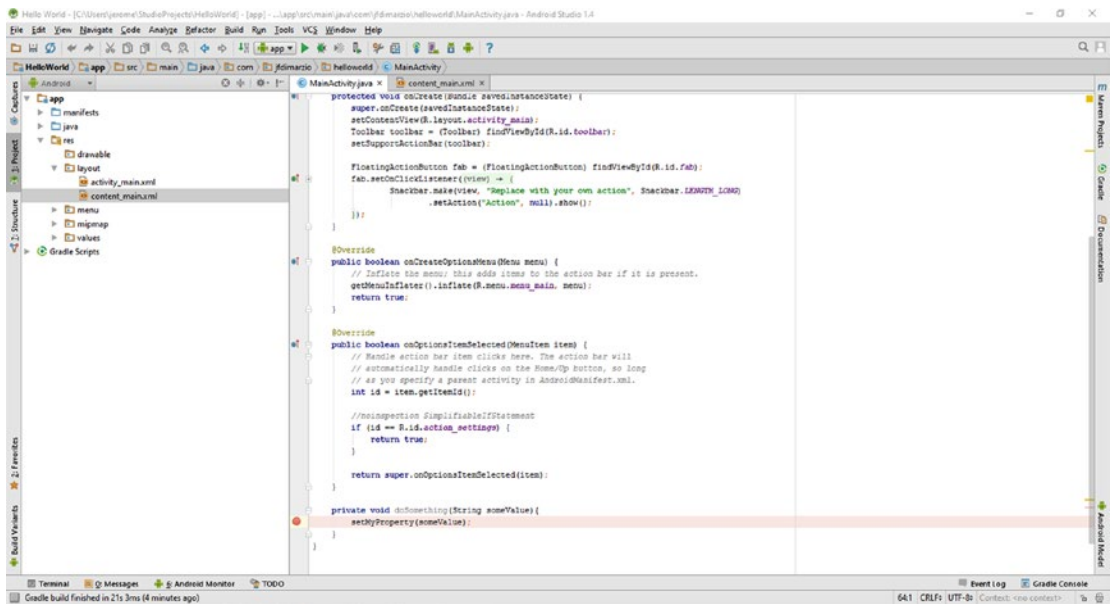 Hello World - [C:\Users\jerome\StudioProjects\HelloWorld] - [app] - ...\app\src\main\java\com\jfdimarzio\helloworld\MainActivity.java - Android Studio 1.4
File Edit View Navigate Code Analyze Refactor Build Run Tools VCS Window Help
app
HelloWorld app src main java com jfdimarzio helloworld MainActivity
Android
MainActivity.java
content_main.xml
app
manifests
java
res
drawable
layout
activity_main.xml
content_main.xml
menu
mipmap
values
Gradle Scripts
Captures
1: Project
7: Structure
2: Favorites
Build Variants
protected void onCreate(Bundle savedInstanceState) {
super.onCreate(savedInstanceState);
setContentView(R.layout.activity_main);
Toolbar toolbar = (Toolbar) findViewById(R.id.toolbar);
setSupportActionBar(toolbar);
FloatingActionButton fab = (FloatingActionButton) findViewById(R.id.fab);
fab.setOnClickListener((view) → {
Snackbar.make(view, "Replace with your own action", Snackbar.LENGTH_LONG)
.setAction("Action", null).show();
});
}
@Override
public boolean onCreateOptionsMenu(Menu menu) {
// Inflate the menu; this adds items to the action bar if it is present.
getMenuInflater().inflate(R.menu.menu_main, menu);
return true;
}
@Override
public boolean onOptionsItemSelected(MenuItem item) {
// Handle action bar item clicks here. The action bar will
// automatically handle clicks on the Home/Up button, so long
// as you specify a parent activity in AndroidManifest.xml.
int id = item.getItemId();
//noinspection SimplifiableIfStatement
if (id == R.id.action_settings) {
return true;
}
return super.onOptionsItemSelected(item);
}
private void doSomething(String someValue){
setMyProperty(someValue);
}
}
Maven Projects
Gradle
Documentation
Android Model
Terminal 0: Messages 6: Android Monitor TODO Event Log Gradle Console
Gradle build finished in 21s 3ms (4 minutes ago) 64:1 CRLF UTF-8 Context: <no context>